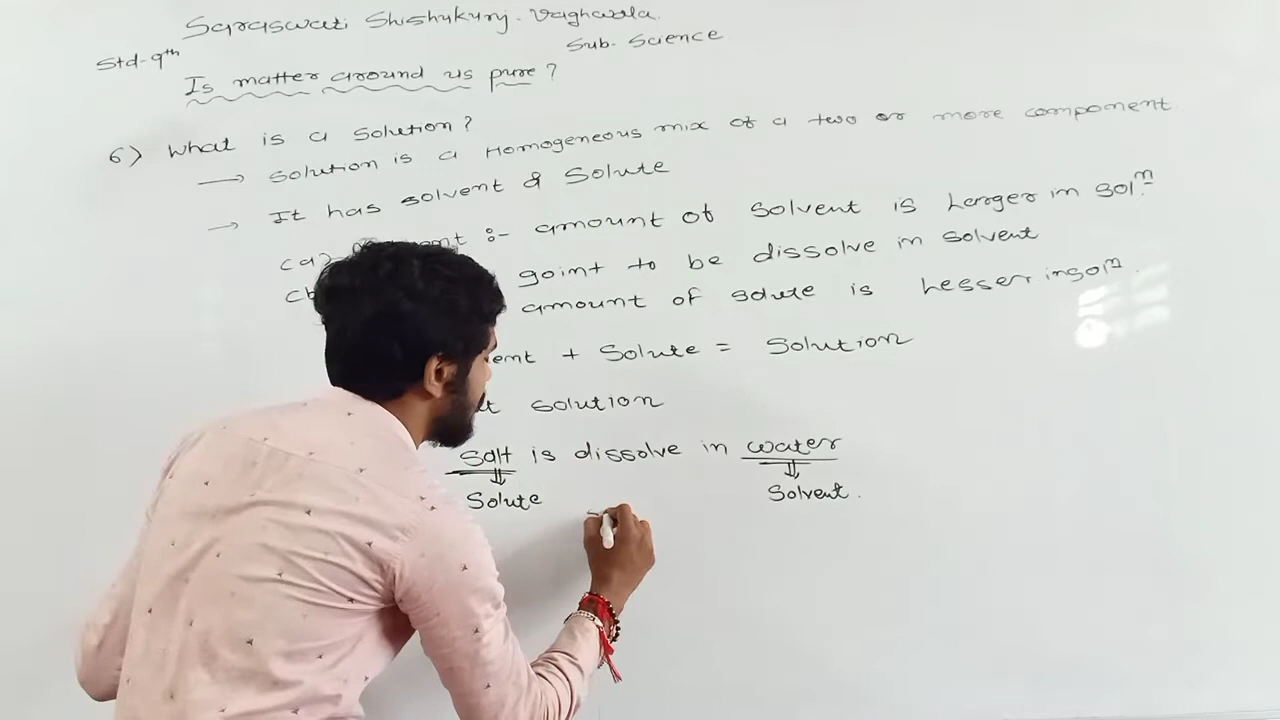 Saraswati Shishukunj. Vaghawala.
Std-9th Sub- Science
Is matter around us pure?
6) What is a solution?
→ solution is a Homogeneous mix of a two or more component
→ It has solvent & Solute
(a) :- amount of solvent is Larger in solⁿ.
goint to be dissolve in solvent
amount of solute is Lesser in solⁿ.
ent + Solute = Solution
t solution
Salt is dissolve in water
Solute Solvent.